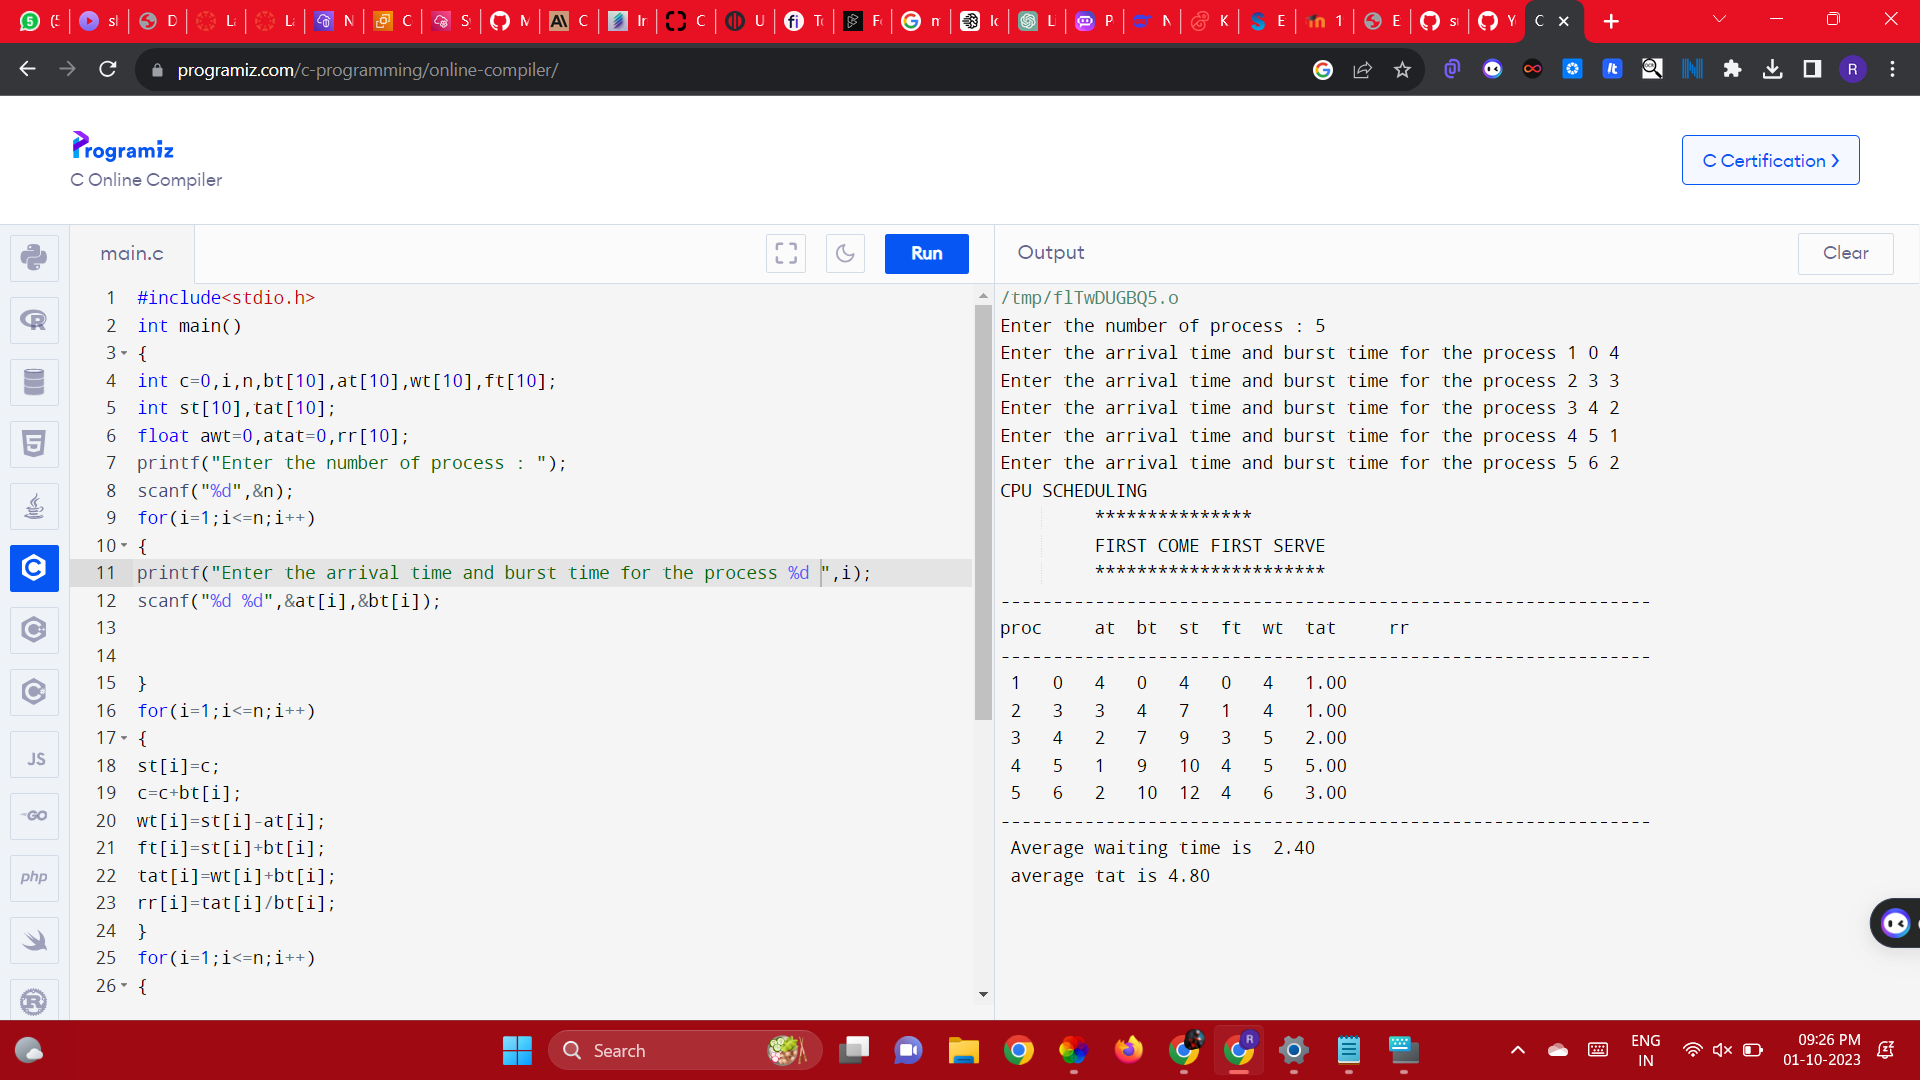 programiz.com/c-programming/online-compiler/
Programiz
C Online Compiler
C Certification
main.c
Run
Output
Clear
1 #include<stdio.h>
2 int main()
3 {
4 int c=0,i,n,bt[10],at[10],wt[10],ft[10];
5 int st[10],tat[10];
6 float awt=0,atat=0,rr[10];
7 printf("Enter the number of process : ");
8 scanf("%d",&n);
9 for(i=1;i<=n;i++)
10 {
11 printf("Enter the arrival time and burst time for the process %d ",i);
12 scanf("%d %d",&at[i],&bt[i]);
13
14
15 }
16 for(i=1;i<=n;i++)
17 {
18 st[i]=c;
19 c=c+bt[i];
20 wt[i]=st[i]-at[i];
21 ft[i]=st[i]+bt[i];
22 tat[i]=wt[i]+bt[i];
23 rr[i]=tat[i]/bt[i];
24 }
25 for(i=1;i<=n;i++)
26 {
/tmp/flTwDUGBQ5.o
Enter the number of process : 5
Enter the arrival time and burst time for the process 1 0 4
Enter the arrival time and burst time for the process 2 3 3
Enter the arrival time and burst time for the process 3 4 2
Enter the arrival time and burst time for the process 4 5 1
Enter the arrival time and burst time for the process 5 6 2
CPU SCHEDULING
***************
FIRST COME FIRST SERVE
**********************
--------------------------------------------------------------
proc at bt st ft wt tat rr
--------------------------------------------------------------
1 0 4 0 4 0 4 1.00
2 3 3 4 7 1 4 1.00
3 4 2 7 9 3 5 2.00
4 5 1 9 10 4 5 5.00
5 6 2 10 12 4 6 3.00
--------------------------------------------------------------
Average waiting time is 2.40
average tat is 4.80
JS
GO
php
Search
ENG
IN
09:26 PM
01-10-2023